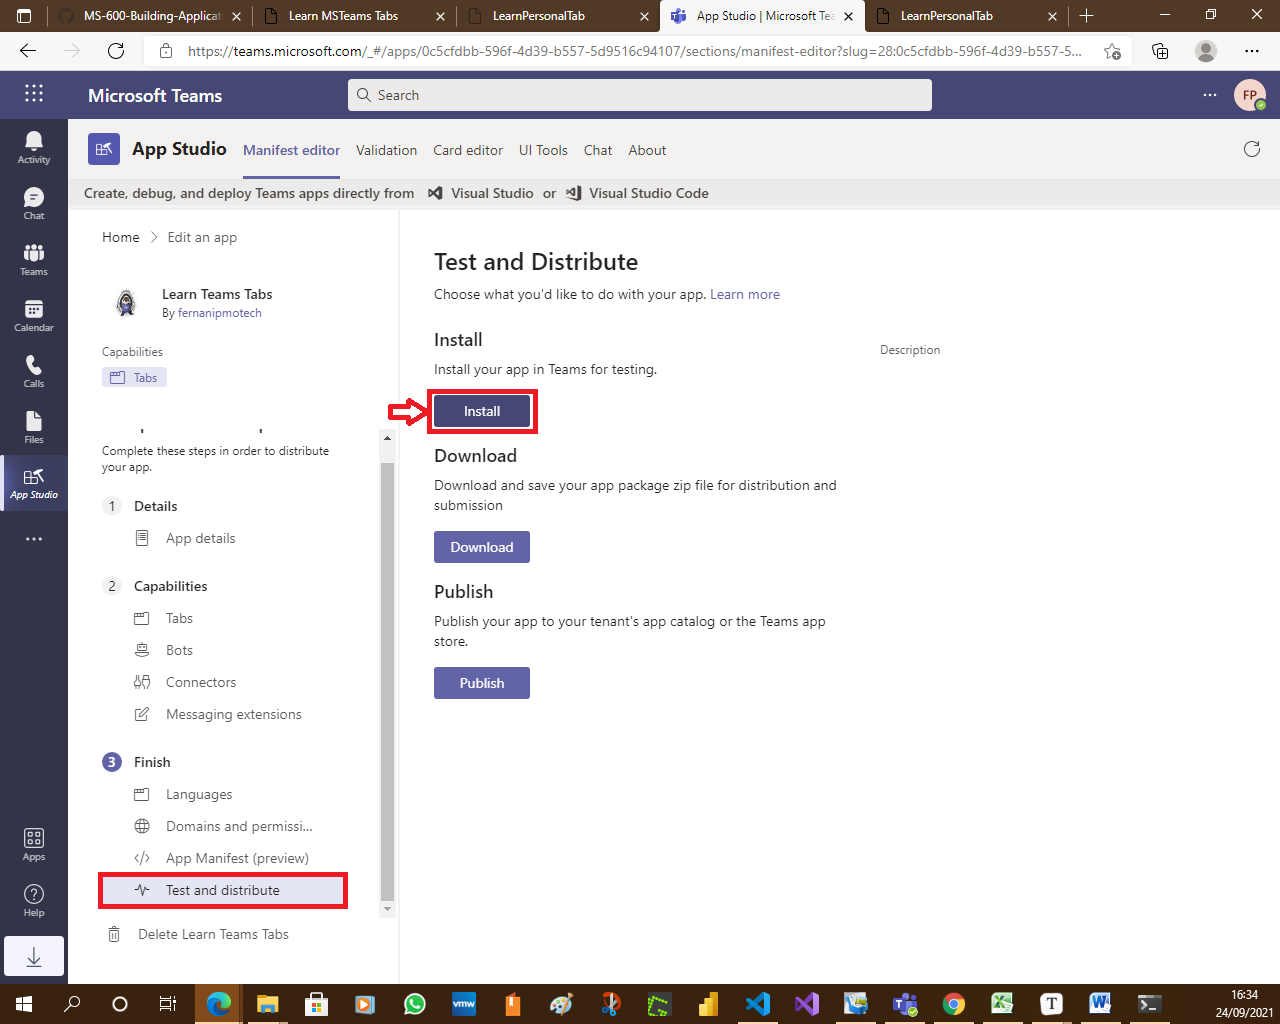 MS-600-Building-Applicat
Learn MSTeams Tabs
LearnPersonalTab
App Studio | Microsoft Tea
LearnPersonalTab
https://teams.microsoft.com/_#/apps/0c5cfdbb-596f-4d39-b557-5d9516c94107/sections/manifest-editor?slug=28:0c5cfdbb-596f-4d39-b557-5...
Microsoft Teams
Search
FP
Activity
Chat
Teams
Calendar
Calls
Files
App Studio
Apps
Help
App Studio
Manifest editor
Validation
Card editor
UI Tools
Chat
About
Create, debug, and deploy Teams apps directly from Visual Studio or Visual Studio Code
Home > Edit an app
Learn Teams Tabs
By fernanipmotech
Capabilities
Tabs
Complete these steps in order to distribute
your app.
1 Details
App details
2 Capabilities
Tabs
Bots
Connectors
Messaging extensions
3 Finish
Languages
Domains and permissi...
App Manifest (preview)
Test and distribute
Delete Learn Teams Tabs
Test and Distribute
Choose what you'd like to do with your app. Learn more
Install
Install your app in Teams for testing.
Install
Description
Download
Download and save your app package zip file for distribution and
submission
Download
Publish
Publish your app to your tenant's app catalog or the Teams app
store.
Publish
vmw
16:34
24/09/2021